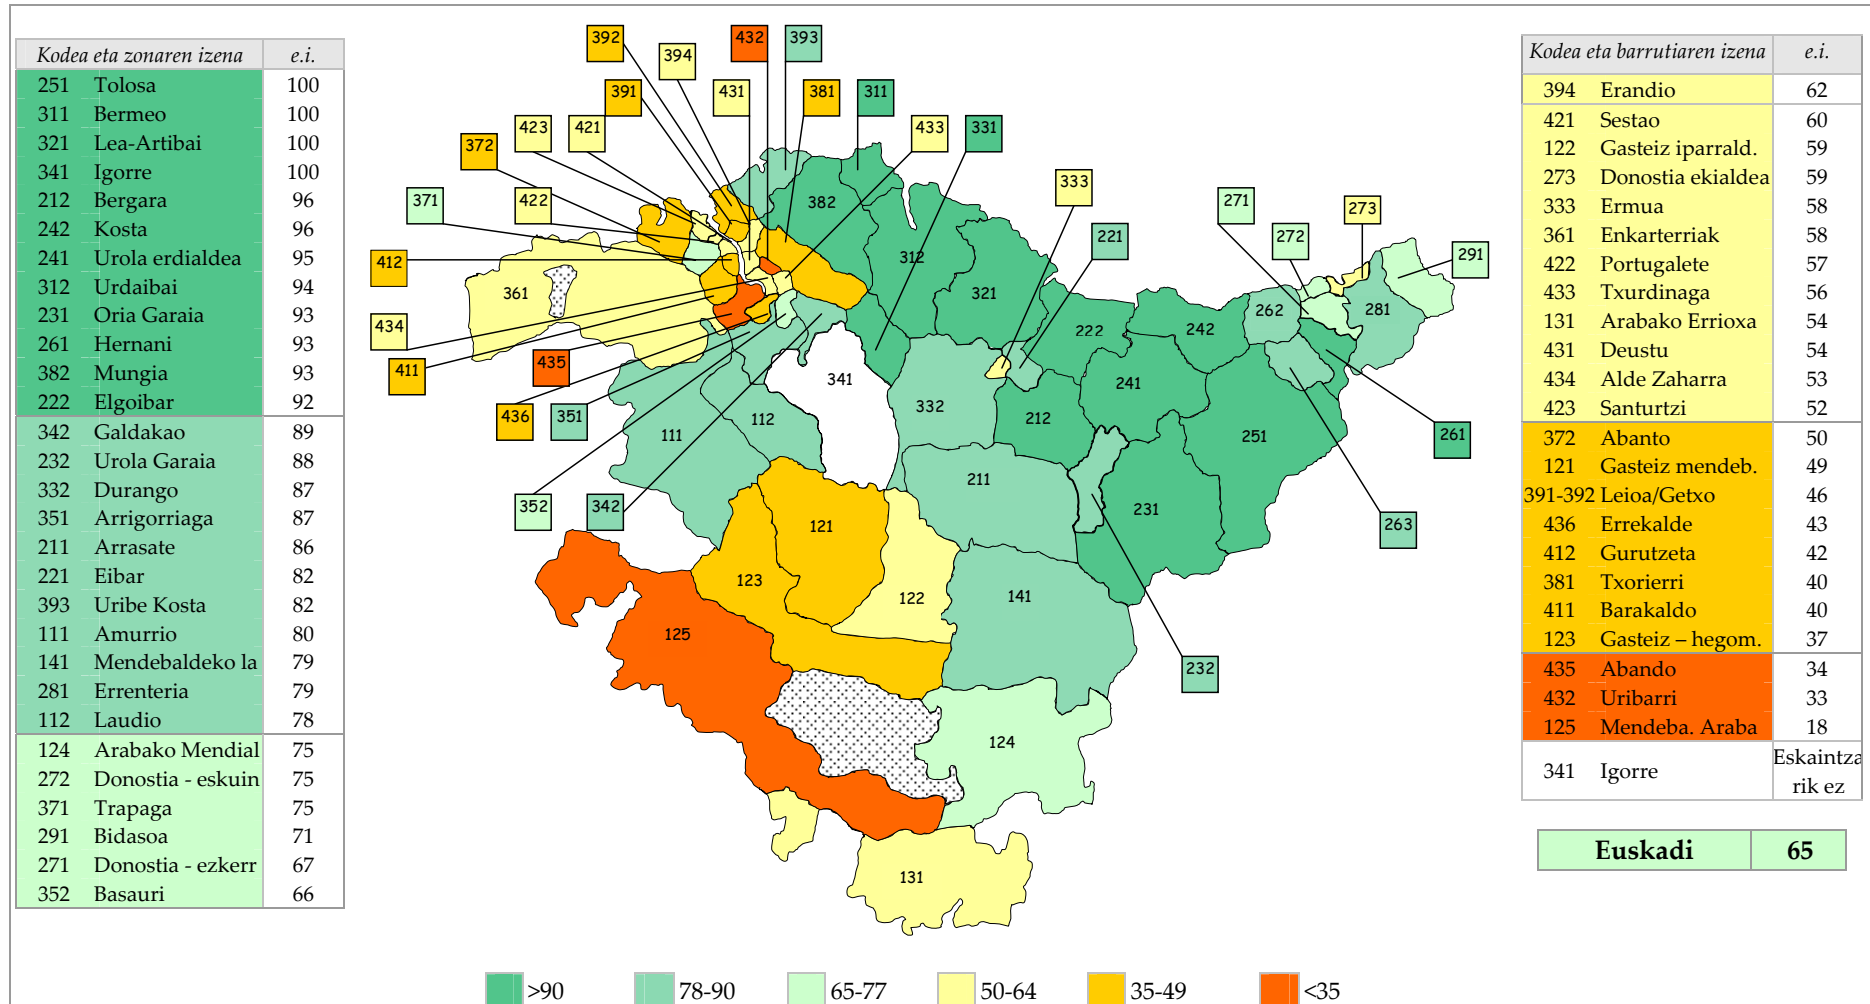 Kodea eta zonaren izena e.i.
251 Tolosa 100
311 Bermeo 100
321 Lea-Artibai 100
341 Igorre 100
212 Bergara 96
242 Kosta 96
241 Urola erdialdea 95
312 Urdaibai 94
231 Oria Garaia 93
261 Hernani 93
382 Mungia 93
222 Elgoibar 92
342 Galdakao 89
232 Urola Garaia 88
332 Durango 87
351 Arrigorriaga 87
211 Arrasate 86
221 Eibar 82
393 Uribe Kosta 82
111 Amurrio 80
141 Mendebaldeko la 79
281 Errenteria 79
112 Laudio 78
124 Arabako Mendial 75
272 Donostia - eskuin 75
371 Trapaga 75
291 Bidasoa 71
271 Donostia - ezkerr 67
352 Basauri 66
392
394
432
393
391
431
381
311
423
421
433
331
372
371
422
333
221
271
272
273
291
412
361
434
411
435
436
351
352
342
382
312
321
341
332
222
242
262
281
241
212
251
261
263
111
112
211
231
232
121
123
122
141
125
124
131
Kodea eta barrutiaren izena e.i.
394 Erandio 62
421 Sestao 60
122 Gasteiz iparrald. 59
273 Donostia ekialdea 59
333 Ermua 58
361 Enkarterriak 58
422 Portugalete 57
433 Txurdinaga 56
131 Arabako Errioxa 54
431 Deustu 54
434 Alde Zaharra 53
423 Santurtzi 52
372 Abanto 50
121 Gasteiz mendeb. 49
391-392 Leioa/Getxo 46
436 Errekalde 43
412 Gurutzeta 42
381 Txorierri 40
411 Barakaldo 40
123 Gasteiz – hegom. 37
435 Abando 34
432 Uribarri 33
125 Mendeba. Araba 18
341 Igorre Eskaintza
rik ez
Euskadi 65
>90 78-90 65-77 50-64 35-49 <35